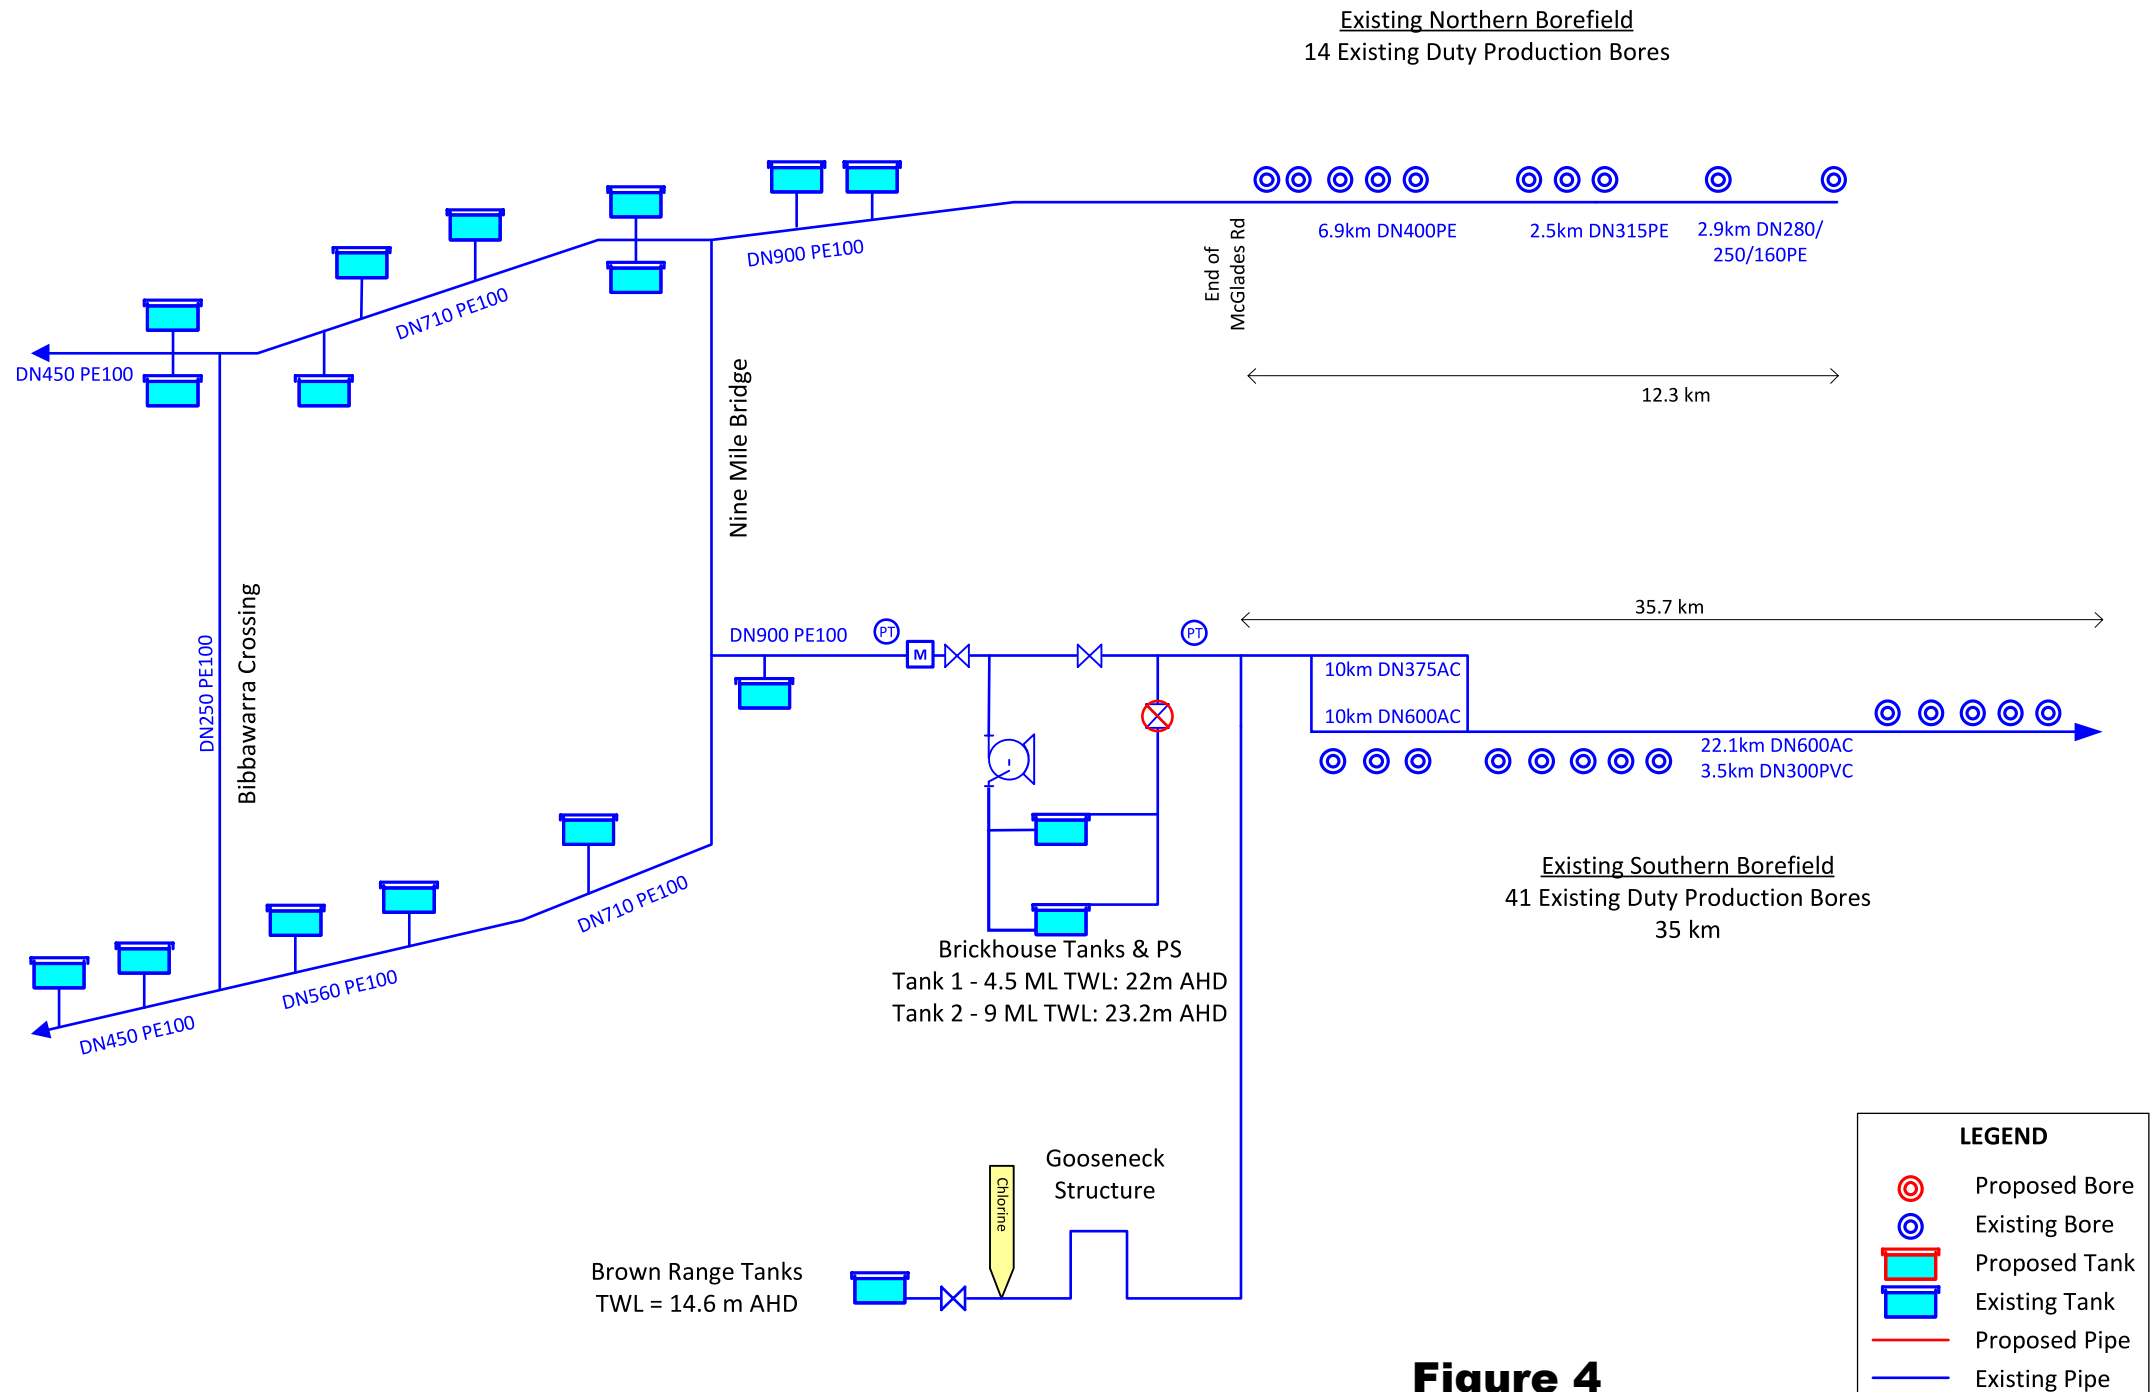 Existing Northern Borefield
14 Existing Duty Production Bores
6.9km DN400PE
2.5km DN315PE
2.9km DN280/
250/160PE
DN900 PE100
End of
McGlades Rd
DN710 PE100
DN450 PE100
12.3 km
Nine Mile Bridge
Bibbawarra Crossing
DN250 PE100
35.7 km
DN900 PE100
PT
M
PT
10km DN375AC
10km DN600AC
22.1km DN600AC
3.5km DN300PVC
Existing Southern Borefield
41 Existing Duty Production Bores
35 km
DN710 PE100
DN560 PE100
DN450 PE100
Brickhouse Tanks & PS
Tank 1 - 4.5 ML TWL: 22m AHD
Tank 2 - 9 ML TWL: 23.2m AHD
Gooseneck
Structure
Chlorine
Brown Range Tanks
TWL = 14.6 m AHD
LEGEND
Proposed Bore
Existing Bore
Proposed Tank
Existing Tank
Proposed Pipe
Existing Pipe
Figure 4